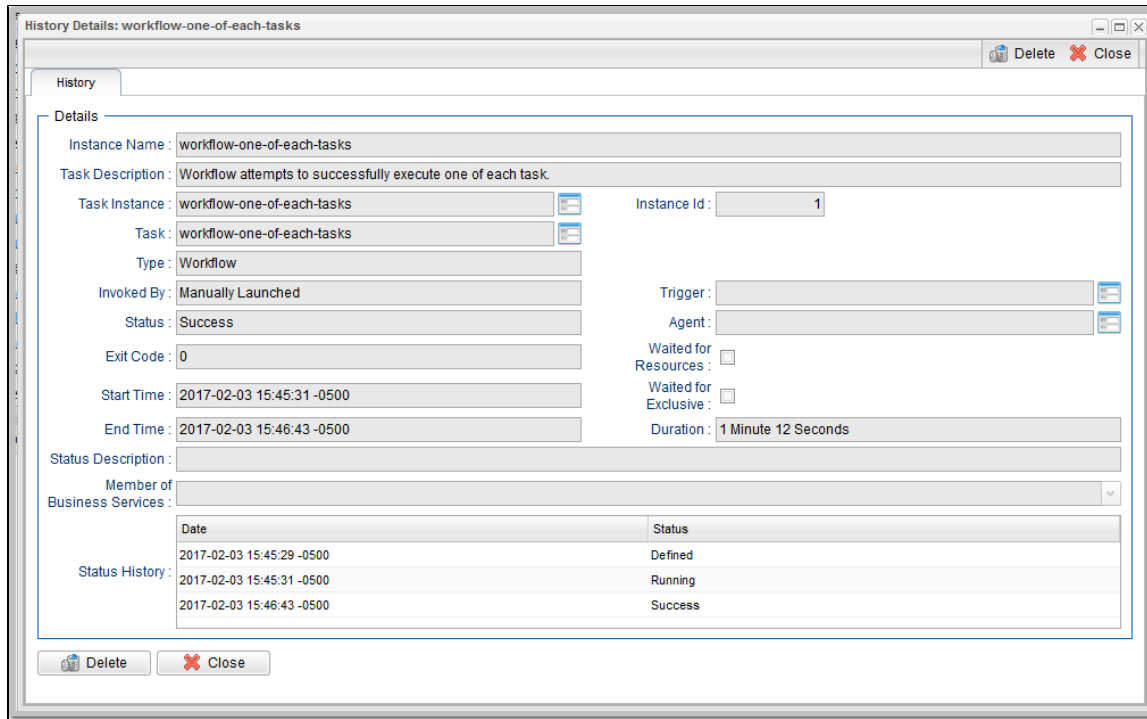 History Details: workflow-one-of-each-tasks
Delete Close
History
Details
Instance Name : workflow-one-of-each-tasks
Task Description : Workflow attempts to successfully execute one of each task.
Task Instance : workflow-one-of-each-tasks Instance Id : 1
Task : workflow-one-of-each-tasks
Type : Workflow
Invoked By : Manually Launched Trigger :
Status : Success Agent :
Exit Code : 0 Waited for
Resources :
Start Time : 2017-02-03 15:45:31 -0500 Waited for
Exclusive :
End Time : 2017-02-03 15:46:43 -0500 Duration : 1 Minute 12 Seconds
Status Description :
Member of
Business Services :
Date Status
2017-02-03 15:45:29 -0500 Defined
Status History : 2017-02-03 15:45:31 -0500 Running
2017-02-03 15:46:43 -0500 Success
Delete Close